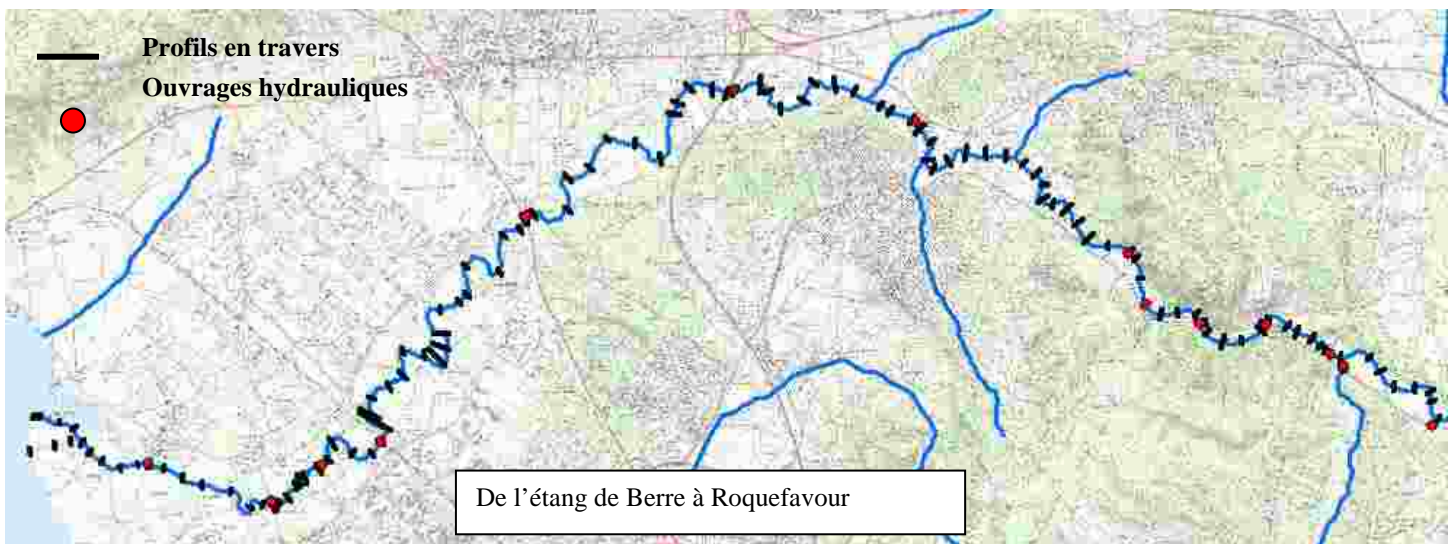 Profils en travers
Ouvrages hydrauliques
De l'étang de Berre à Roquefavour